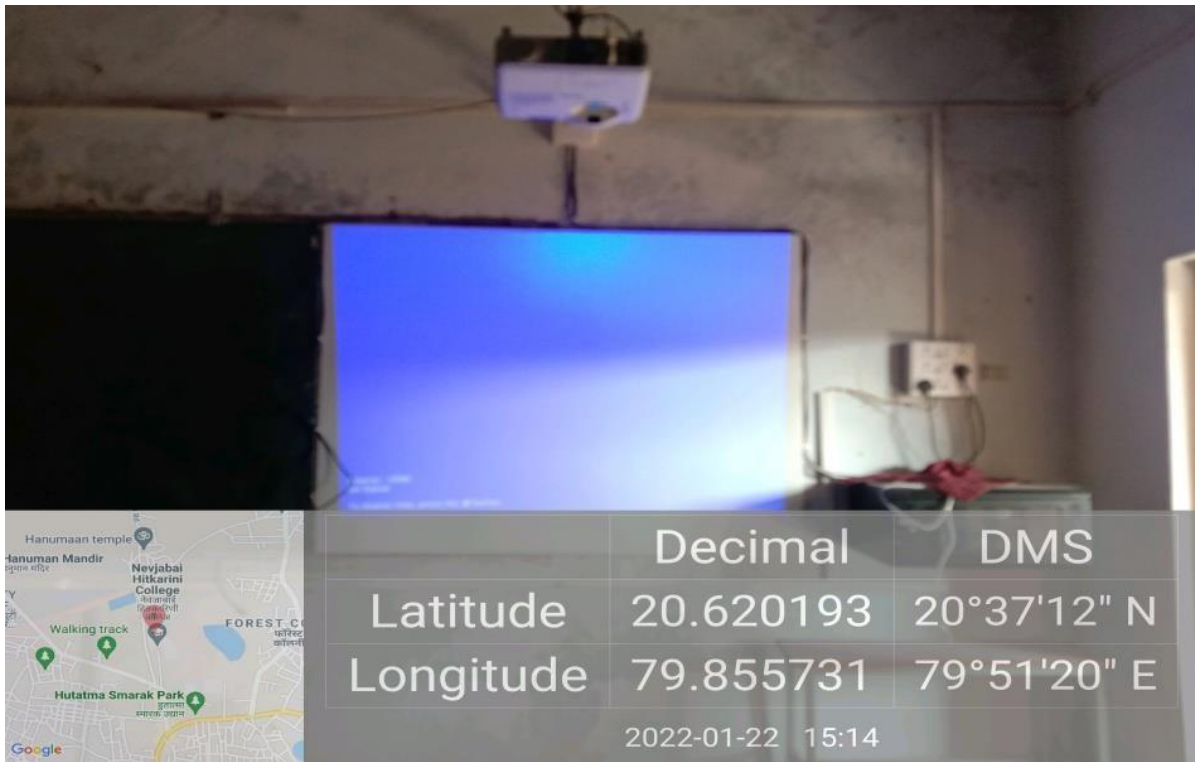 Decimal DMS
Latitude 20.620193 20°37'12" N
Longitude 79.855731 79°51'20" E
2022-01-22 15:14
Hanumaan temple
Hanuman Mandir
Nevjabai
Hitkarini
College
Walking track
FOREST
फॉरेस्ट
Hutatma Smarak Park
हुतात्मा
स्मारक उद्यान
Google